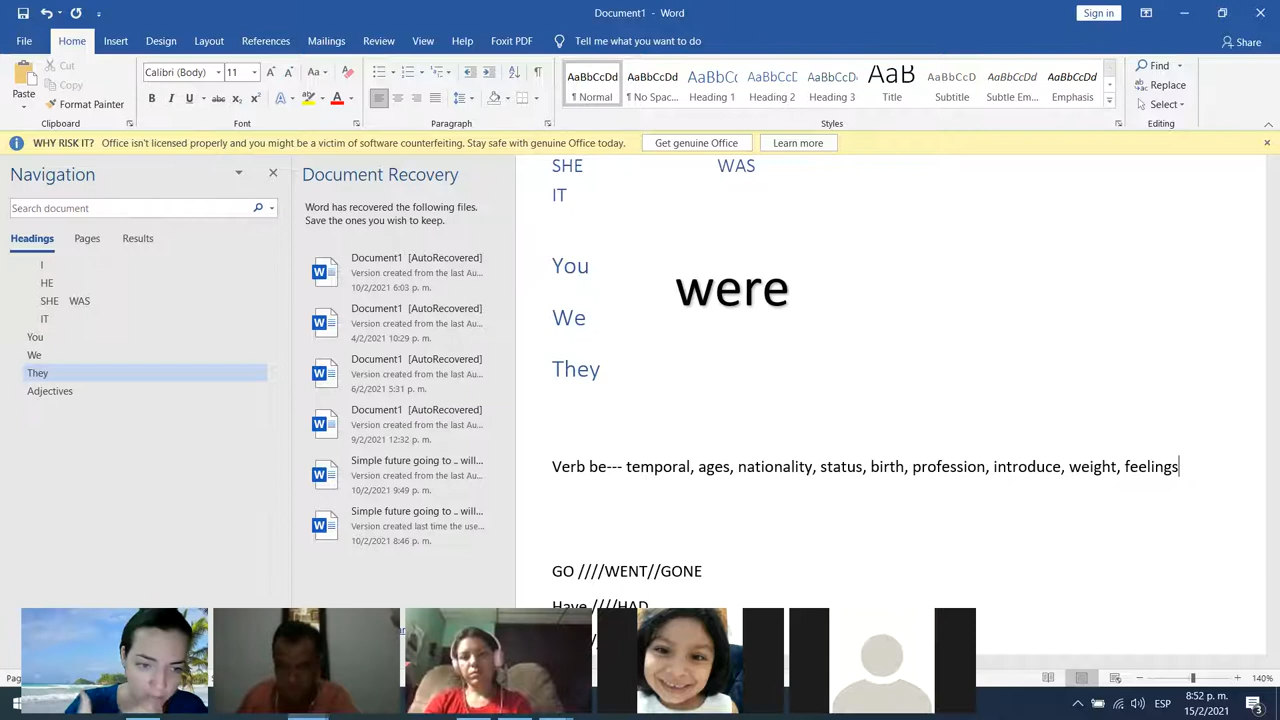 Document1 - Word
Sign in
File Home Insert Design Layout References Mailings Review View Help Foxit PDF Tell me what you want to do Share
Paste
Cut
Copy
Format Painter
Clipboard
Calibri (Body) 11
Font
Paragraph
AaBbCcDd AaBbCcDd AaBbCc AaBbCcD AaBbCcD AaB AaBbCcD AaBbCcDd AaBbCcDd
¶ Normal ¶ No Spac... Heading 1 Heading 2 Heading 3 Title Subtitle Subtle Em... Emphasis
Styles
Find
Replace
Select
Editing
WHY RISK IT? Office isn't licensed properly and you might be a victim of software counterfeiting. Stay safe with genuine Office today. Get genuine Office Learn more
Navigation
Search document
Headings Pages Results
I
HE
SHE WAS
IT
You
We
They
Adjectives
Document Recovery
Word has recovered the following files.
Save the ones you wish to keep.
Document1 [AutoRecovered]
Version created from the last Au...
10/2/2021 6:03 p. m.
Document1 [AutoRecovered]
Version created from the last Au...
4/2/2021 10:29 p. m.
Document1 [AutoRecovered]
Version created from the last Au...
6/2/2021 5:31 p. m.
Document1 [AutoRecovered]
Version created from the last Au...
9/2/2021 12:32 p. m.
Simple future going to .. will...
Version created from the last Au...
10/2/2021 9:49 p. m.
Simple future going to .. will...
Version created last time the use...
10/2/2021 8:46 p. m.
SHE WAS
IT
You
were
We
They
Verb be--- temporal, ages, nationality, status, birth, profession, introduce, weight, feelings
GO ////WENT//GONE
Have ////HAD
140%
ESP
8:52 p. m.
15/2/2021
3